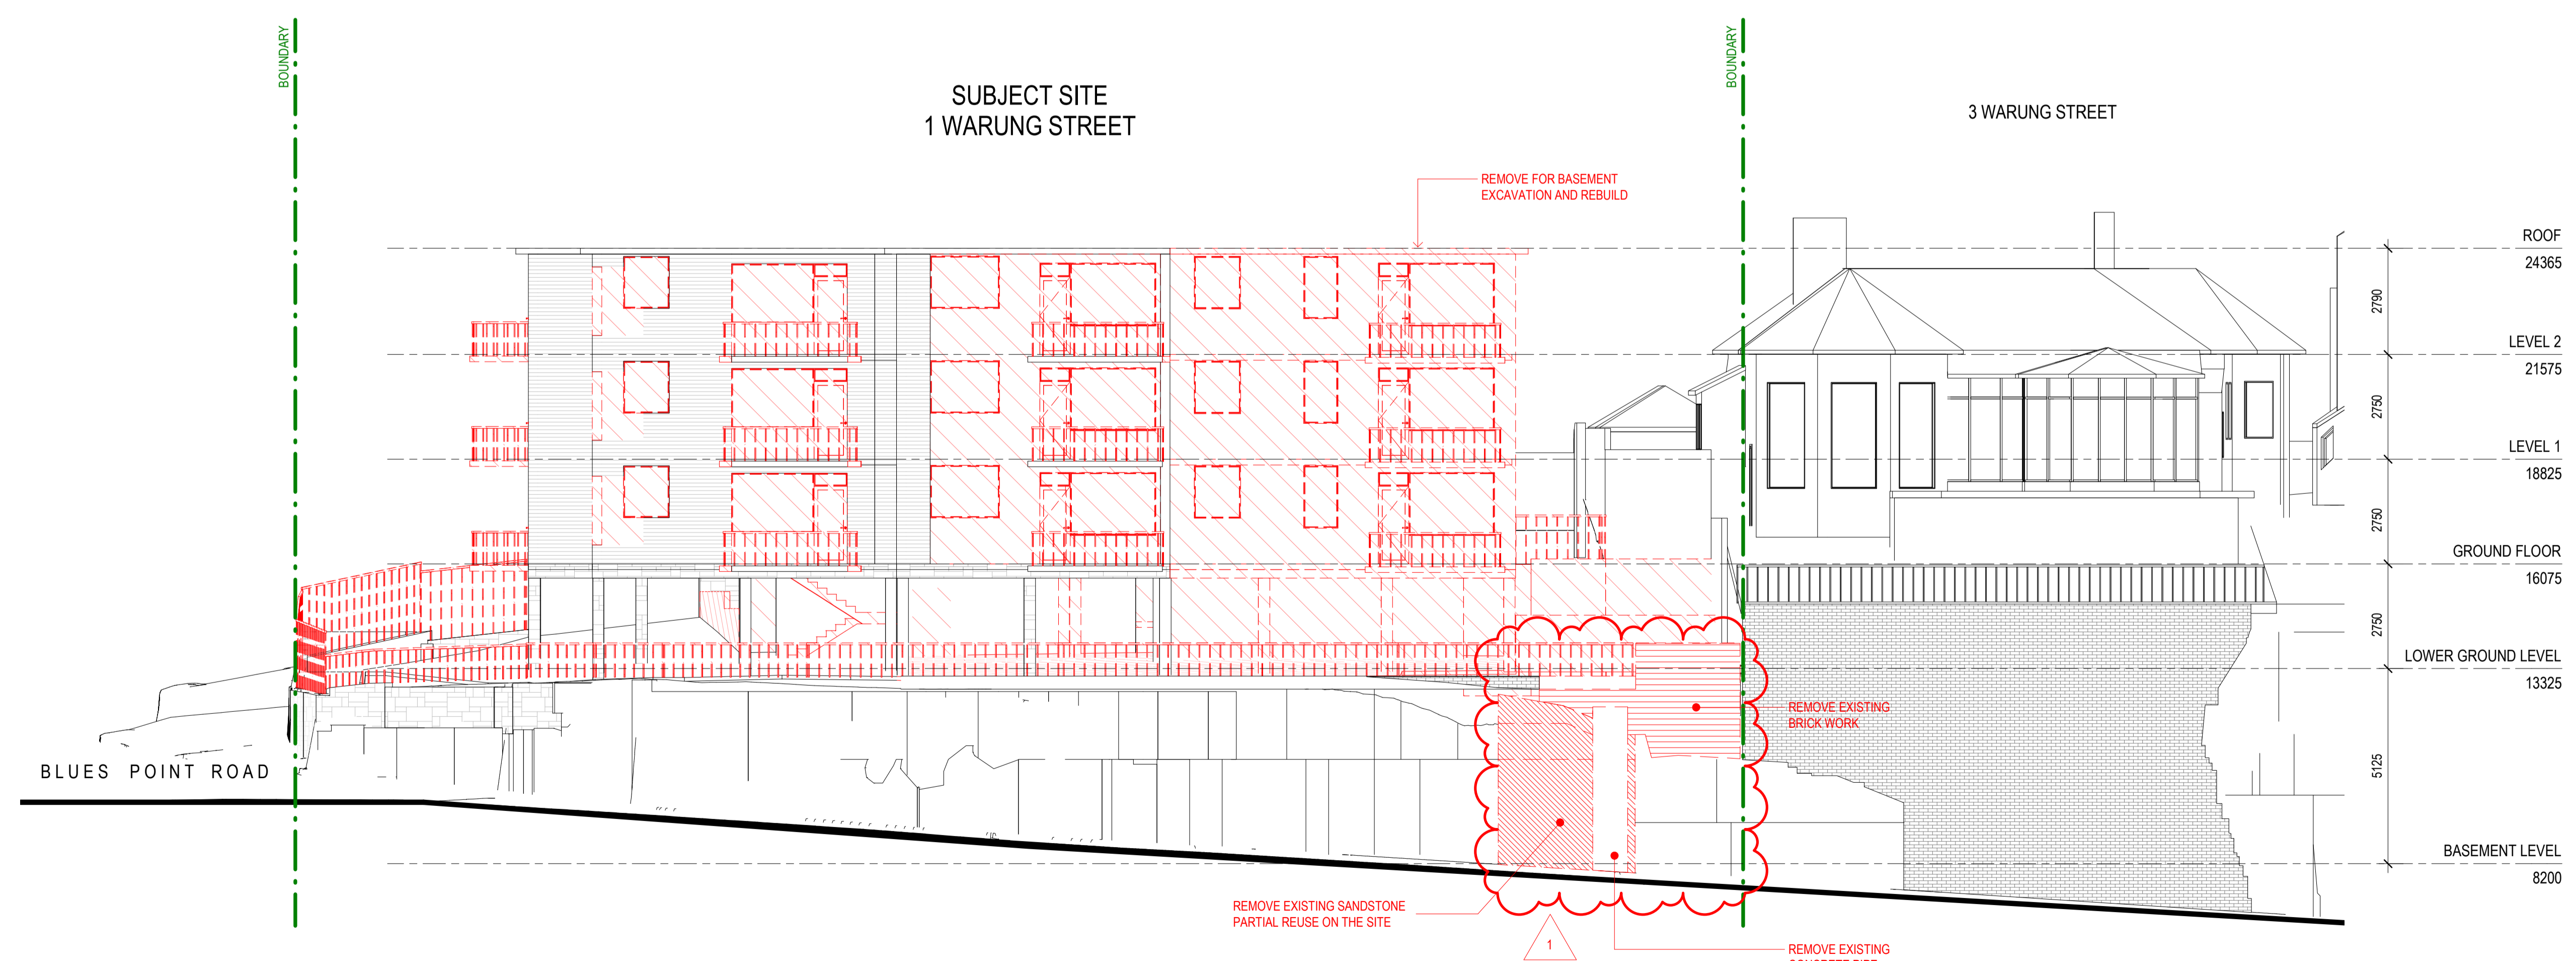 BOUNDARY
BOUNDARY
SUBJECT SITE
1 WARUNG STREET
3 WARUNG STREET
REMOVE FOR BASEMENT
EXCAVATION AND REBUILD
ROOF
24365
2790
LEVEL 2
21575
2750
LEVEL 1
18825
2750
GROUND FLOOR
16075
2750
LOWER GROUND LEVEL
13325
REMOVE EXISTING
BRICK WORK
BLUES POINT ROAD
5125
BASEMENT LEVEL
8200
REMOVE EXISTING SANDSTONE
PARTIAL REUSE ON THE SITE
1
REMOVE EXISTING